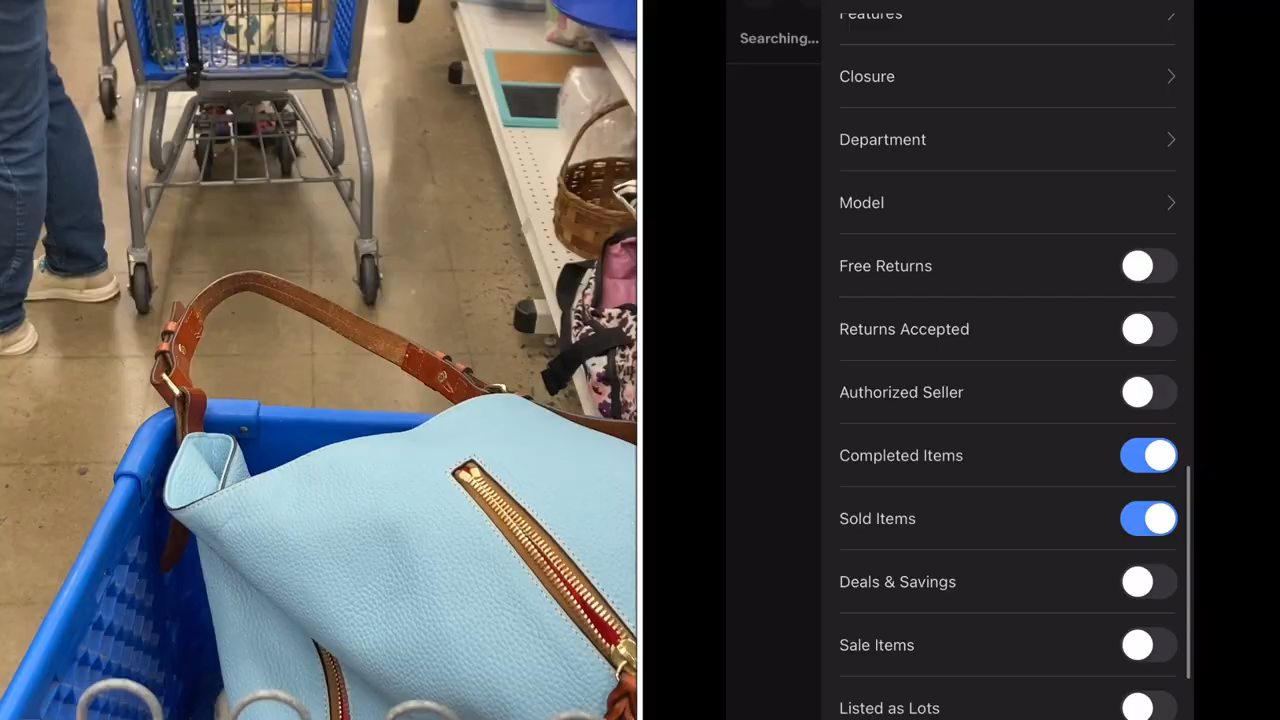 Searching...
Features
Closure
Department
Model
Free Returns
Returns Accepted
Authorized Seller
Completed Items
Sold Items
Deals & Savings
Sale Items
Listed as Lots